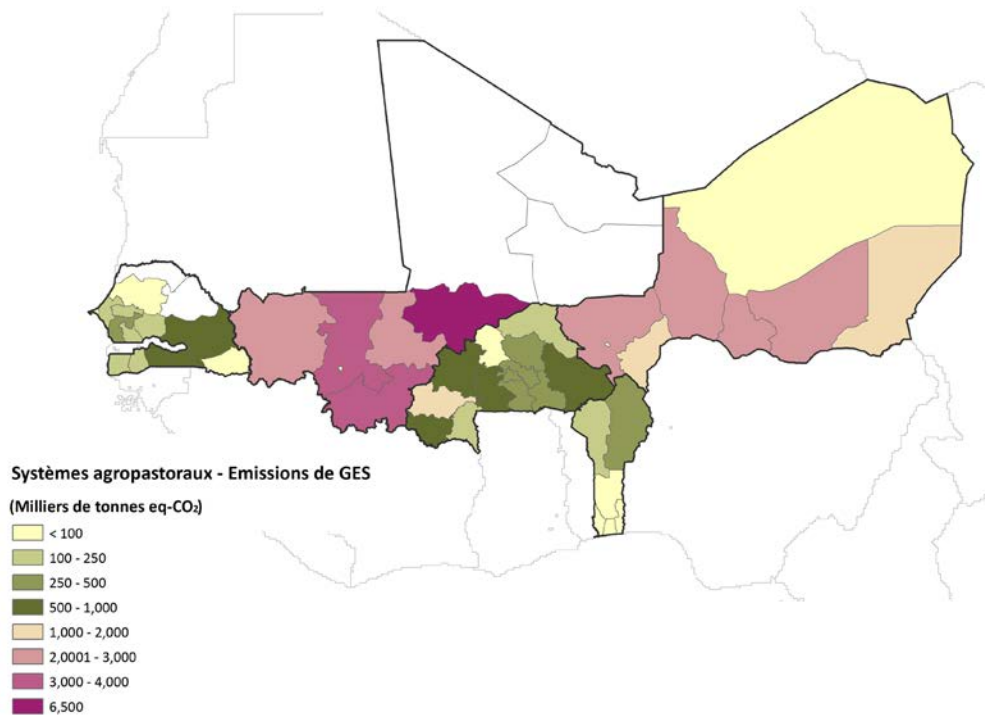 Systèmes agropastoraux - Emissions de GES
(Milliers de tonnes eq-CO₂)
< 100
100 - 250
250 - 500
500 - 1,000
1,000 - 2,000
2,0001 - 3,000
3,000 - 4,000
6,500